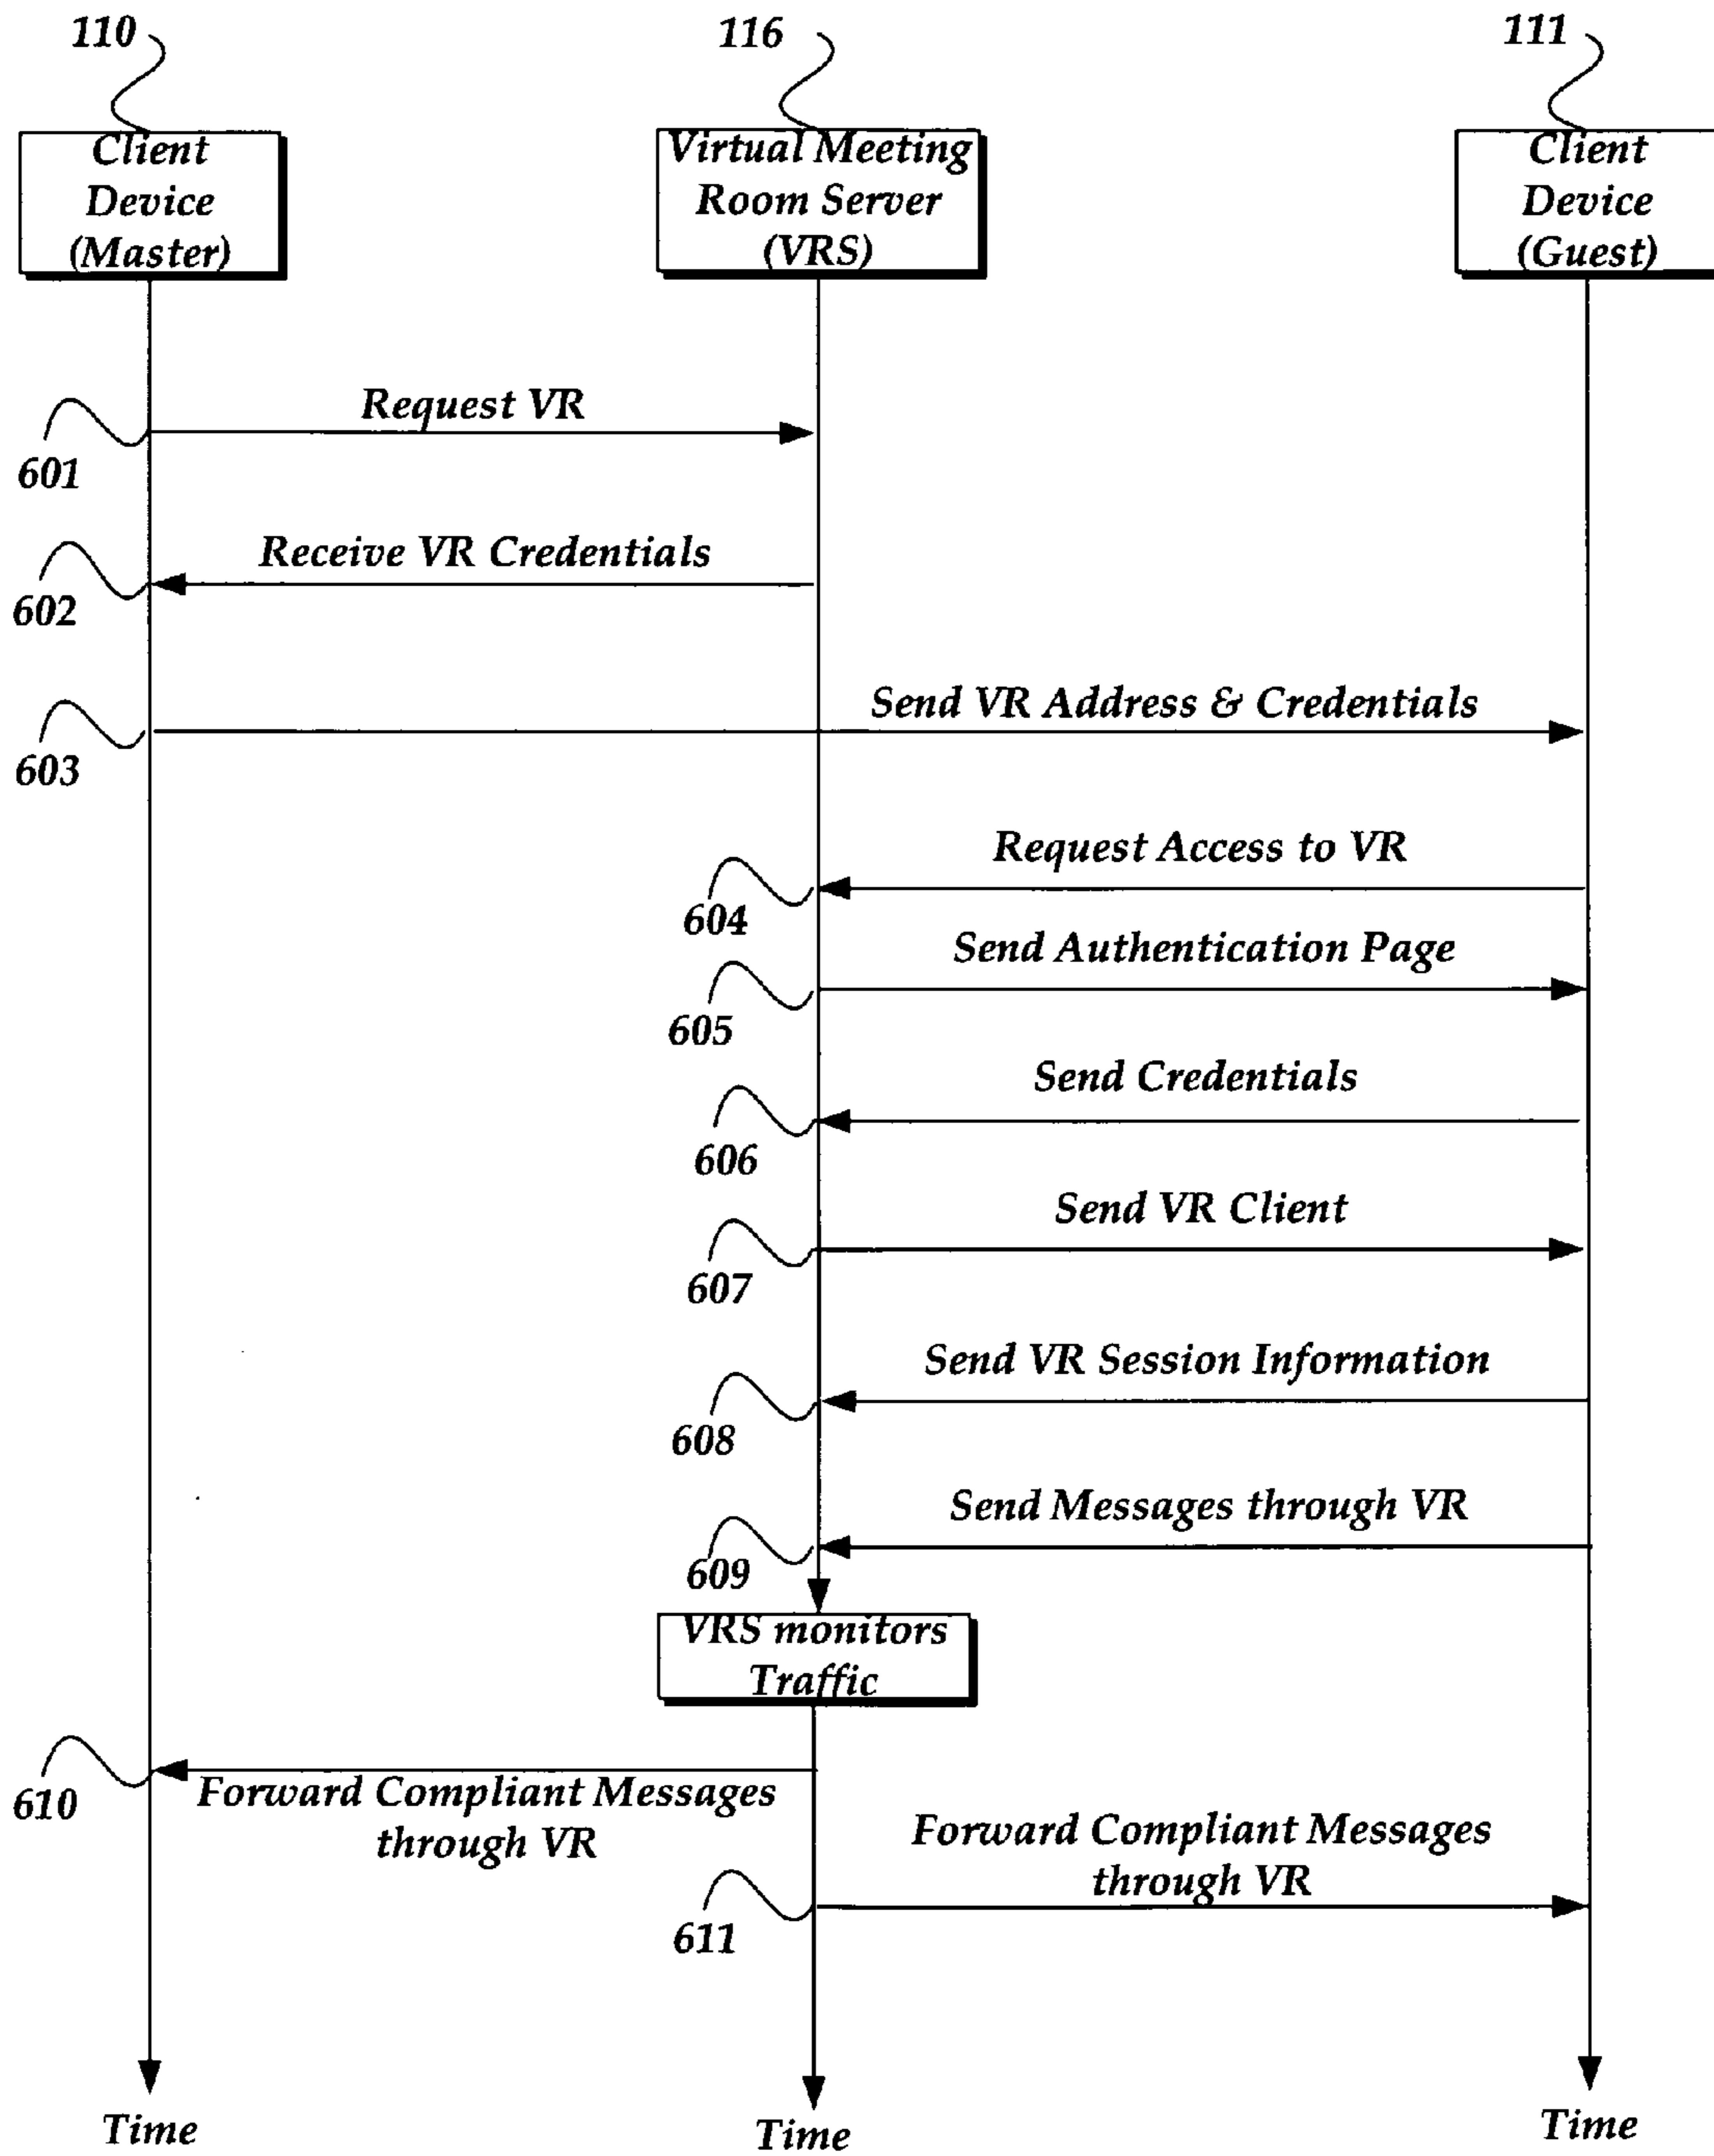 110
116
111
Client
Device
(Master)
Virtual Meeting
Room Server
(VRS)
Client
Device
(Guest)
Request VR
601
Receive VR Credentials
602
Send VR Address & Credentials
603
Request Access to VR
604
Send Authentication Page
605
Send Credentials
606
Send VR Client
607
Send VR Session Information
608
Send Messages through VR
609
VRS monitors
Traffic
610
Forward Compliant Messages
through VR
Forward Compliant Messages
through VR
611
Time
Time
Time